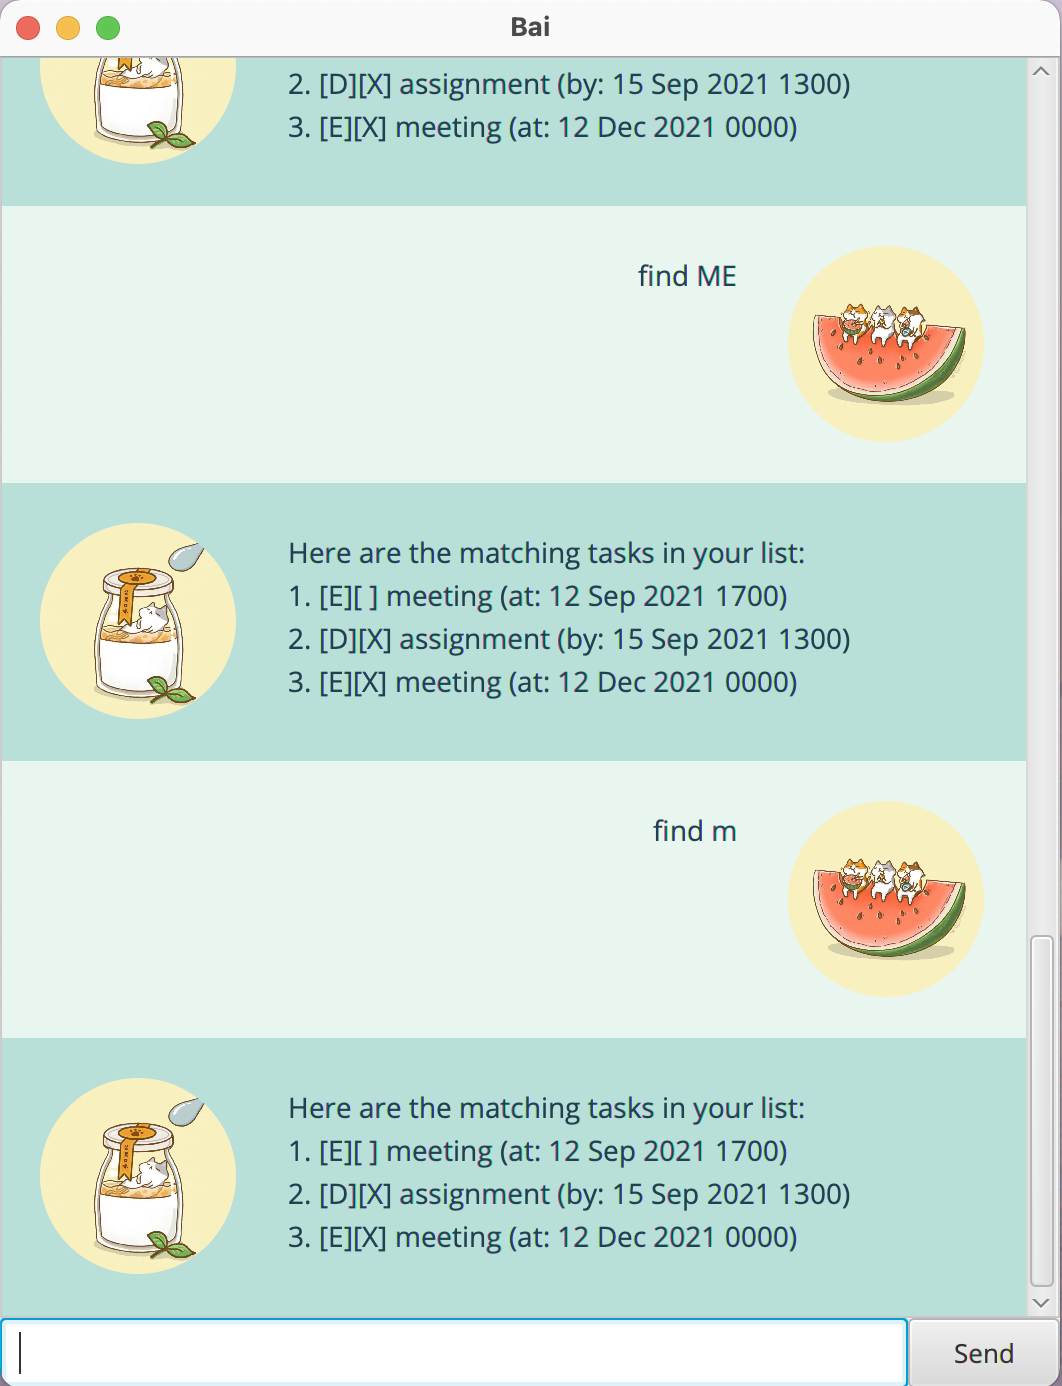 Bai
2. [D][X] assignment (by: 15 Sep 2021 1300)
3. [E][X] meeting (at: 12 Dec 2021 0000)
find ME
Here are the matching tasks in your list:
1. [E][ ] meeting (at: 12 Sep 2021 1700)
2. [D][X] assignment (by: 15 Sep 2021 1300)
3. [E][X] meeting (at: 12 Dec 2021 0000)
find m
Here are the matching tasks in your list:
1. [E][ ] meeting (at: 12 Sep 2021 1700)
2. [D][X] assignment (by: 15 Sep 2021 1300)
3. [E][X] meeting (at: 12 Dec 2021 0000)
Send